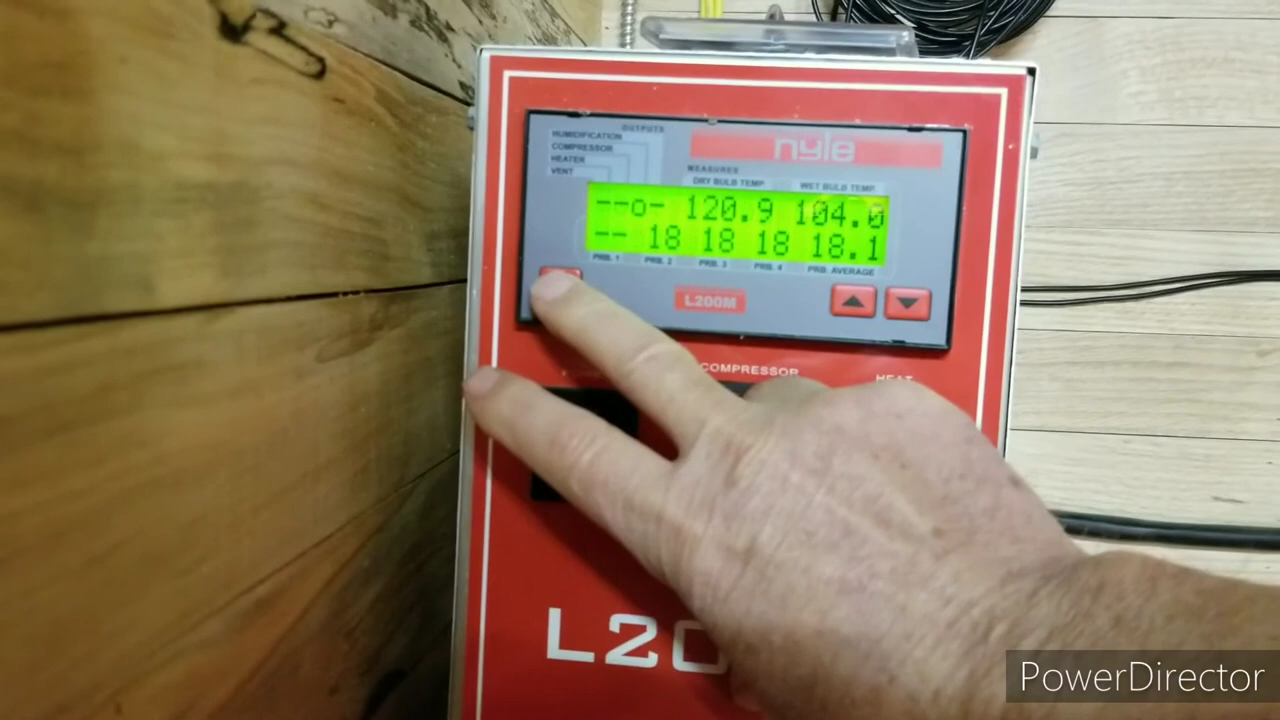 OUTPUTS
HUMIDIFICATION
COMPRESSOR
HEATER
VENT
nyle
MEASURES
DRY BULB TEMP. WET BULB TEMP.
--o- 120.9 104.0
-- 18 18 18 18.1
PRB. 1 PRB. 2 PRB. 3 PRB. 4 PRB. AVERAGE
L200M
COMPRESSOR HEAT
L20
PowerDirector